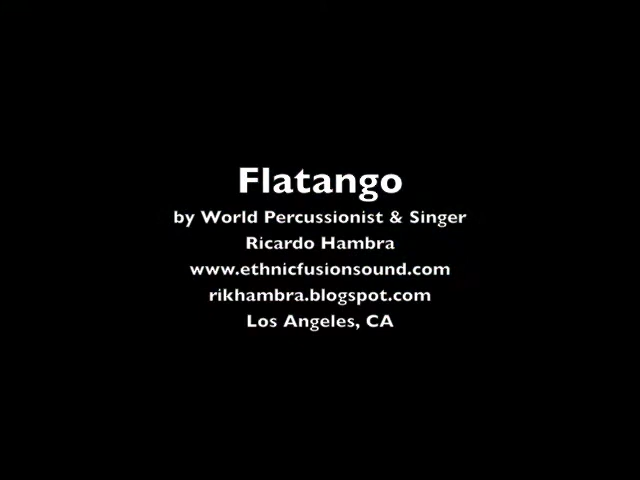 Flatango
by World Percussionist & Singer
Ricardo Hambra
www.ethnicfusionsound.com
rikhambra.blogspot.com
Los Angeles, CA